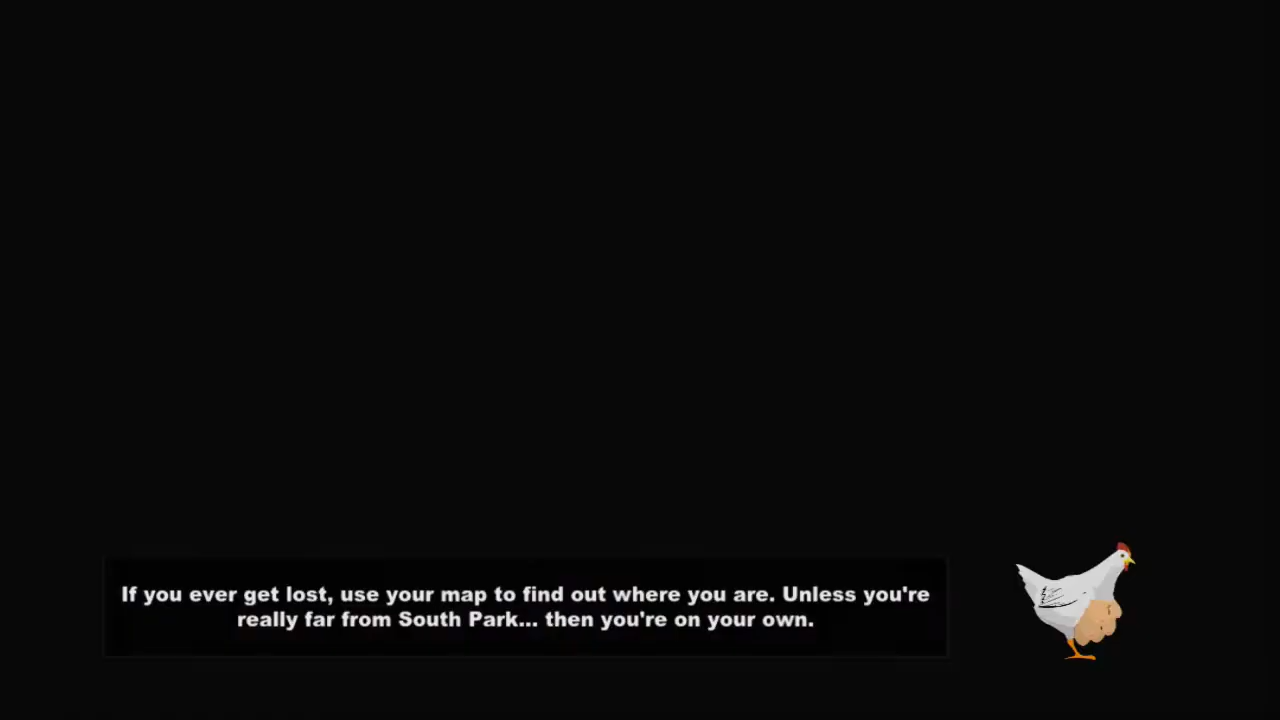 If you ever get lost, use your map to find out where you are. Unless you're
really far from South Park... then you're on your own.